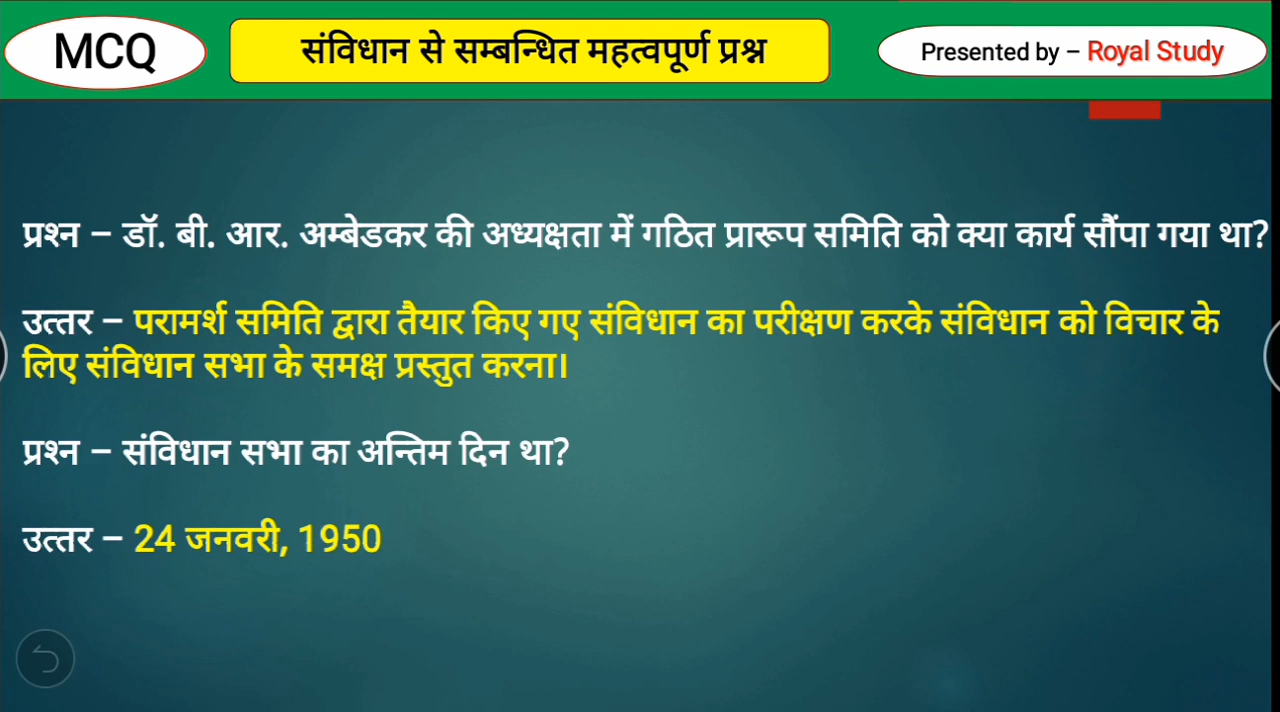 MCQ
संविधान से सम्बन्धित महत्वपूर्ण प्रश्न
Presented by – Royal Study
प्रश्न – डॉ. बी. आर. अम्बेडकर की अध्यक्षता में गठित प्रारूप समिति को क्या कार्य सौंपा गया था?
उत्तर – परामर्श समिति द्वारा तैयार किए गए संविधान का परीक्षण करके संविधान को विचार के
लिए संविधान सभा के समक्ष प्रस्तुत करना।
प्रश्न – संविधान सभा का अन्तिम दिन था?
उत्तर – 24 जनवरी, 1950